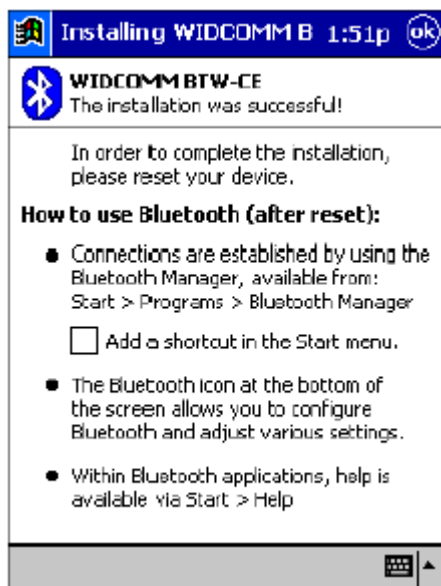 Installing WIDCOMM B 1:51p ok
WIDCOMM BTW-CE
The installation was successful!
In order to complete the installation,
please reset your device.
How to use Bluetooth (after reset):
Connections are established by using the
Bluetooth Manager, available from:
Start > Programs > Bluetooth Manager
Add a shortcut in the Start menu.
The Bluetooth icon at the bottom of
the screen allows you to configure
Bluetooth and adjust various settings.
Within Bluetooth applications, help is
available via Start > Help